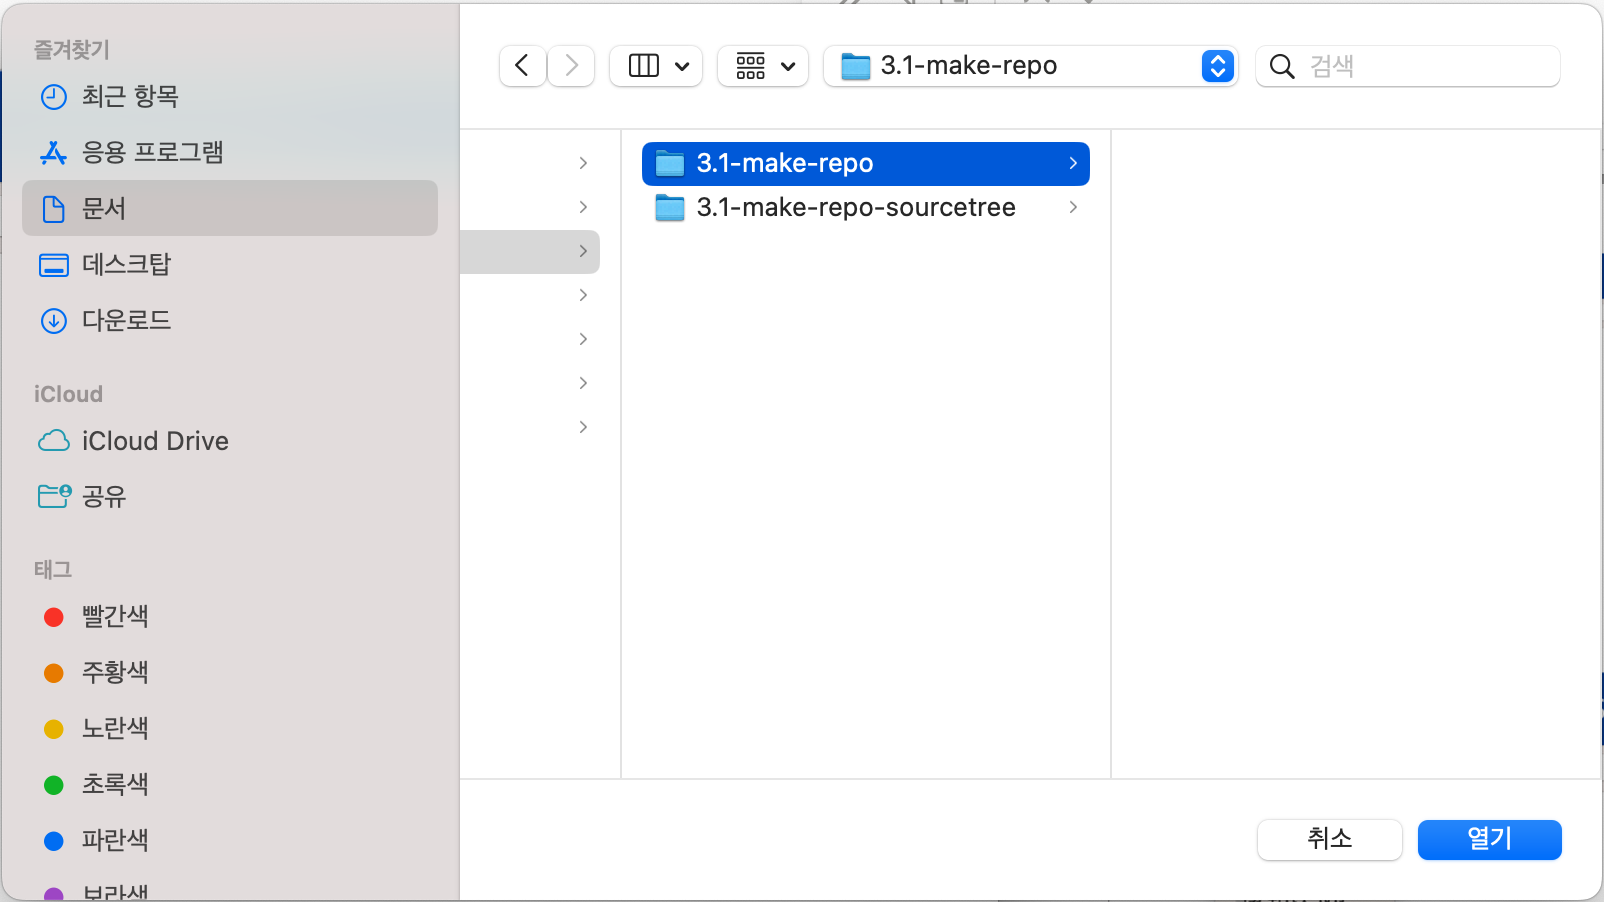 즐겨찾기
최근 항목
응용 프로그램
문서
데스크탑
다운로드
iCloud
iCloud Drive
공유
태그
빨간색
주황색
노란색
초록색
파란색
보라색
3.1-make-repo
검색
3.1-make-repo
3.1-make-repo-sourcetree
취소
열기